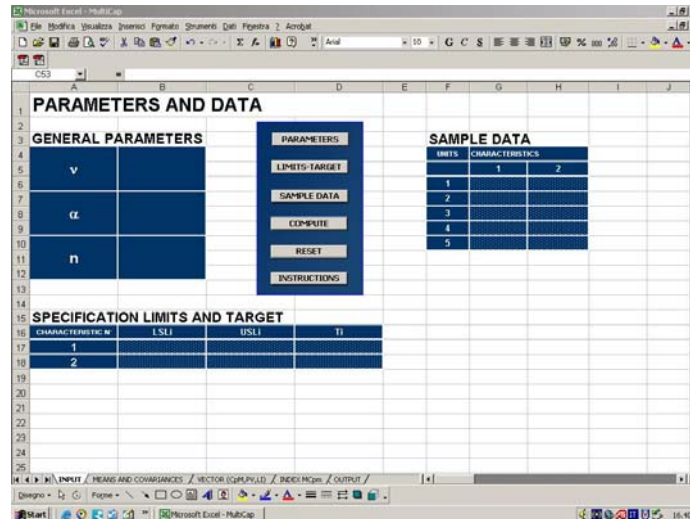 Microsoft Excel - MultiCap
File Modifica Visualizza Inserisci Formato Strumenti Dati Finestra ? Acrobat
Arial 10 G C S
C53 =
A B C D E F G H I J
1 PARAMETERS AND DATA
2
3 GENERAL PARAMETERS PARAMETERS SAMPLE DATA
4 UNITS CHARACTERISTICS
5 ν LIMITS-TARGET 1 2
6 1
7 SAMPLE DATA 2
8 α 3
9 COMPUTE 4
10 5
11 n RESET
12 INSTRUCTIONS
13
14
15 SPECIFICATION LIMITS AND TARGET
16 CHARACTERISTIC N° LSLi USLi Ti
17 1
18 2
19
20
21
22
23
24
25
INPUT / MEANS AND COVARIANCES / VECTOR (CpM,PV,LI) / INDEX MCpm / OUTPUT /
Disegno Forme
Start Microsoft Excel - MultiCap 16.40